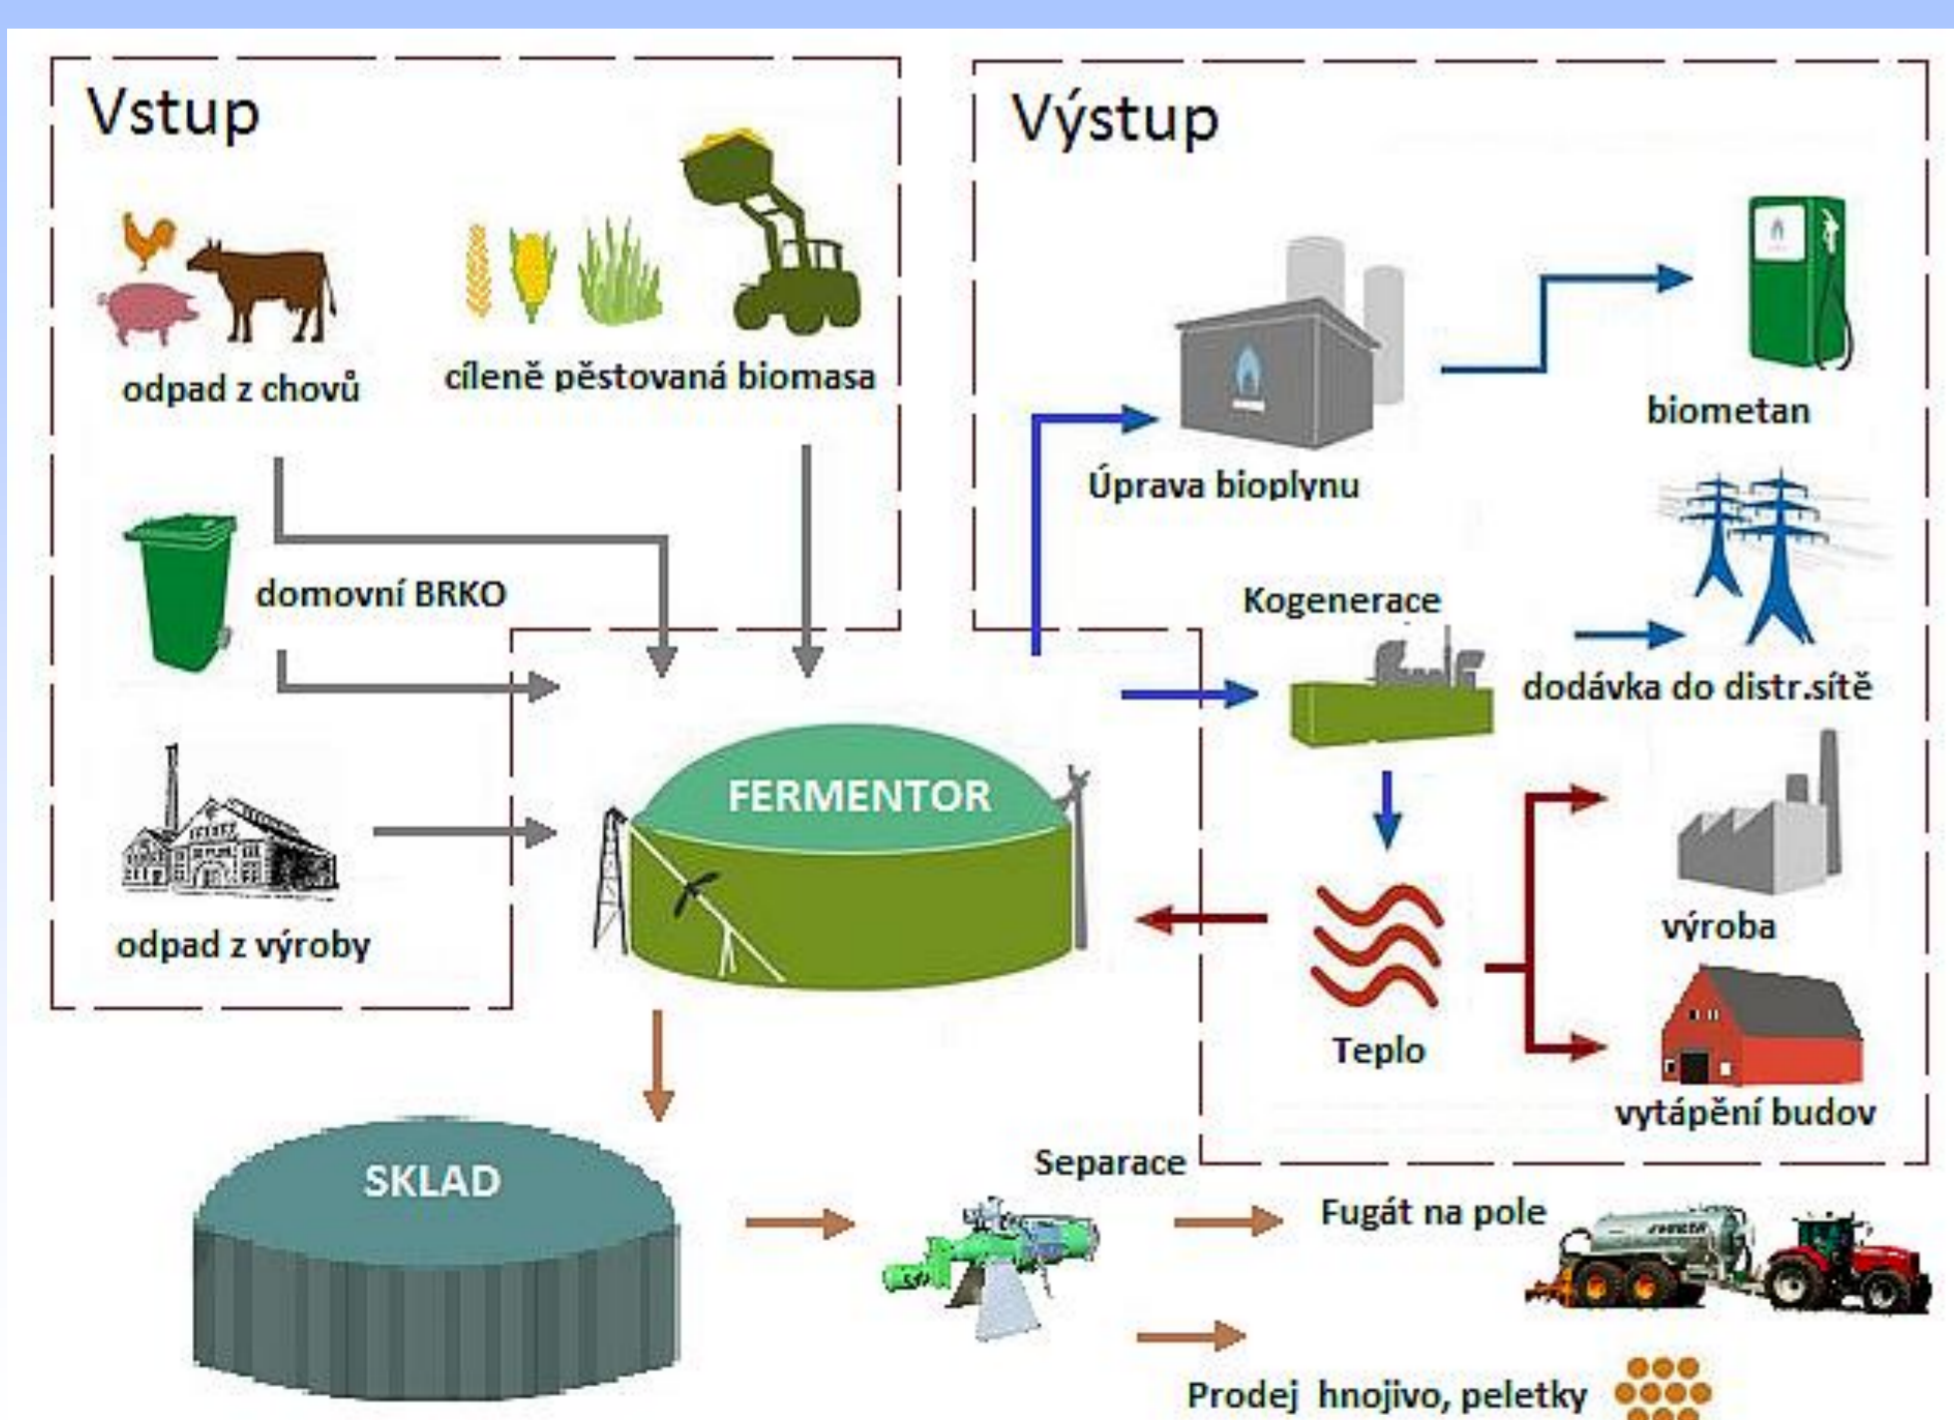 Vstup
odpad z chovů
cíleně pěstovaná biomasa
domovní BRKO
odpad z výroby
FERMENTOR
SKLAD
Výstup
Úprava bioplynu
biometan
Kogenerace
dodávka do distr.sítě
výroba
Teplo
vytápění budov
Separace
Fugát na pole
Prodej hnojivo, peletky